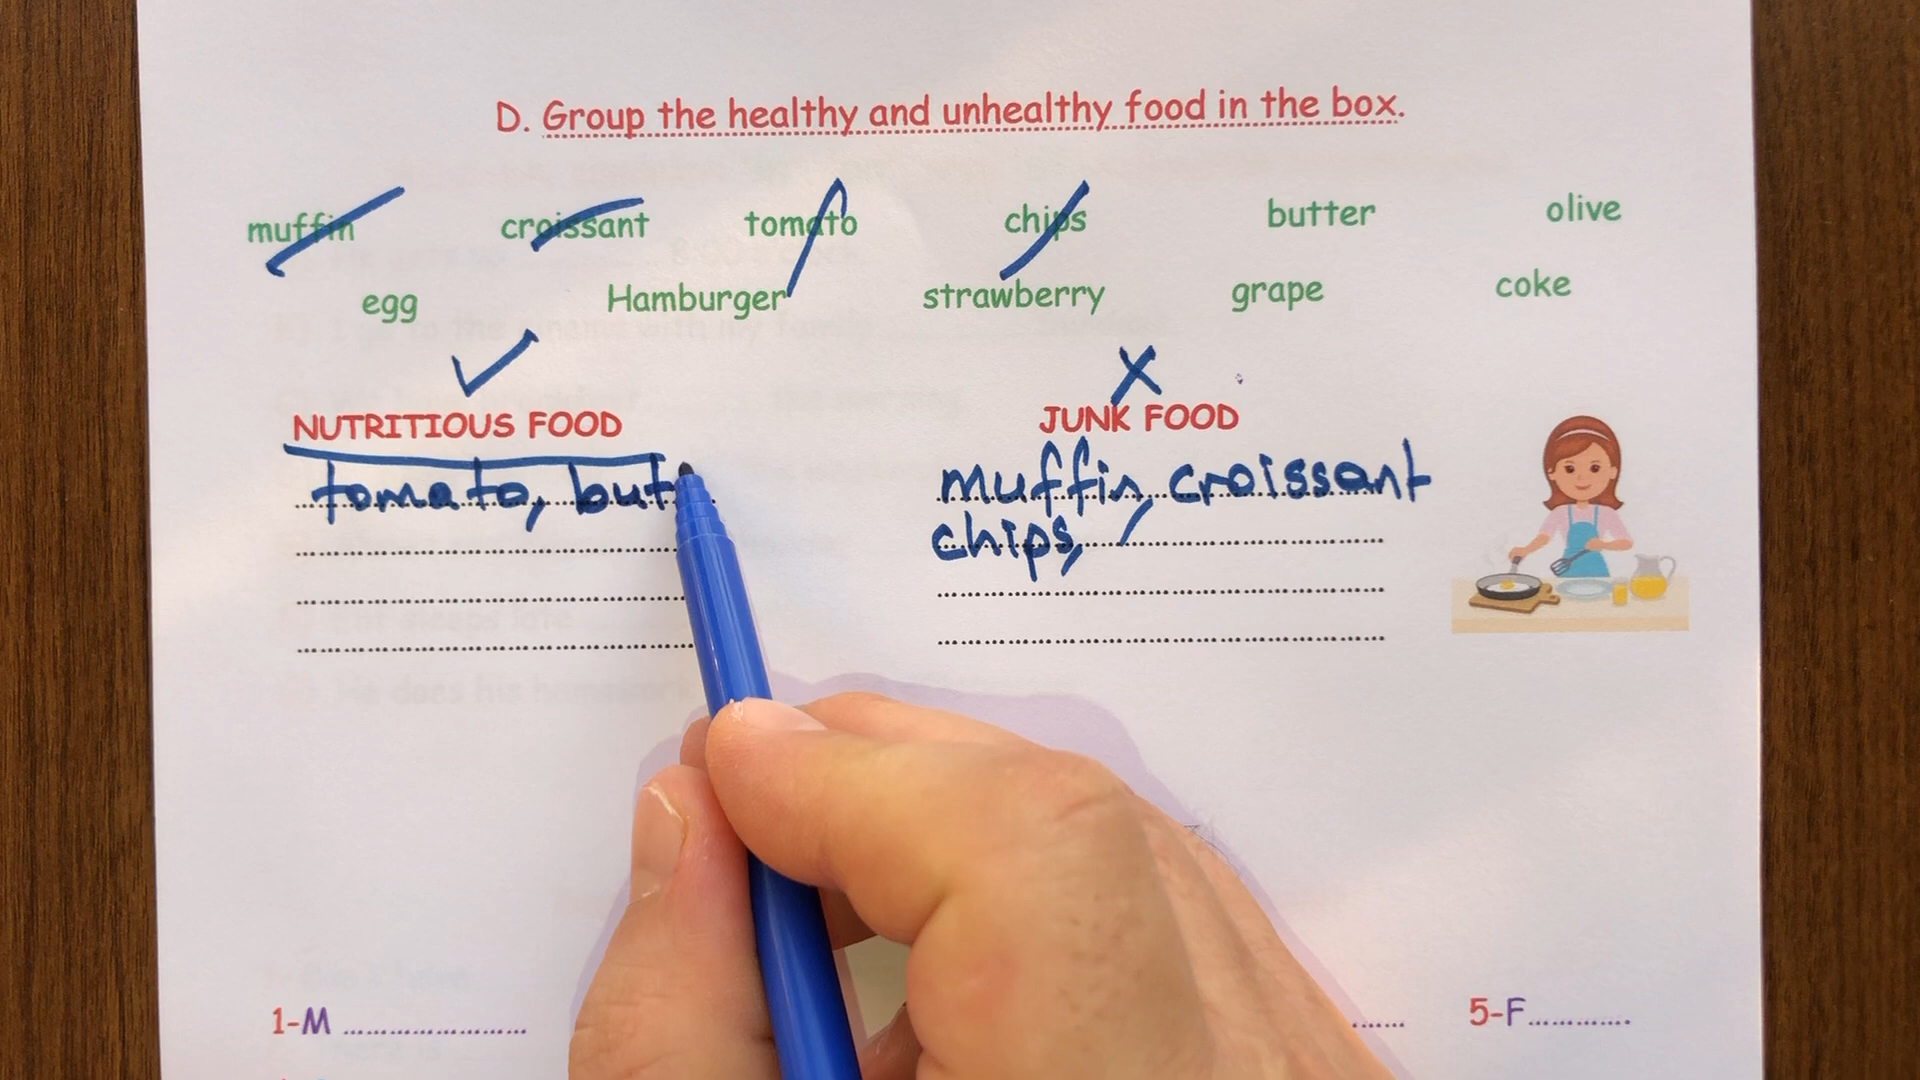 D. Group the healthy and unhealthy food in the box.
muffin croissant tomato chips butter olive
egg Hamburger strawberry grape coke
NUTRITIOUS FOOD JUNK FOOD
tomato, but muffin, croissant
chips,
1-M 5-F